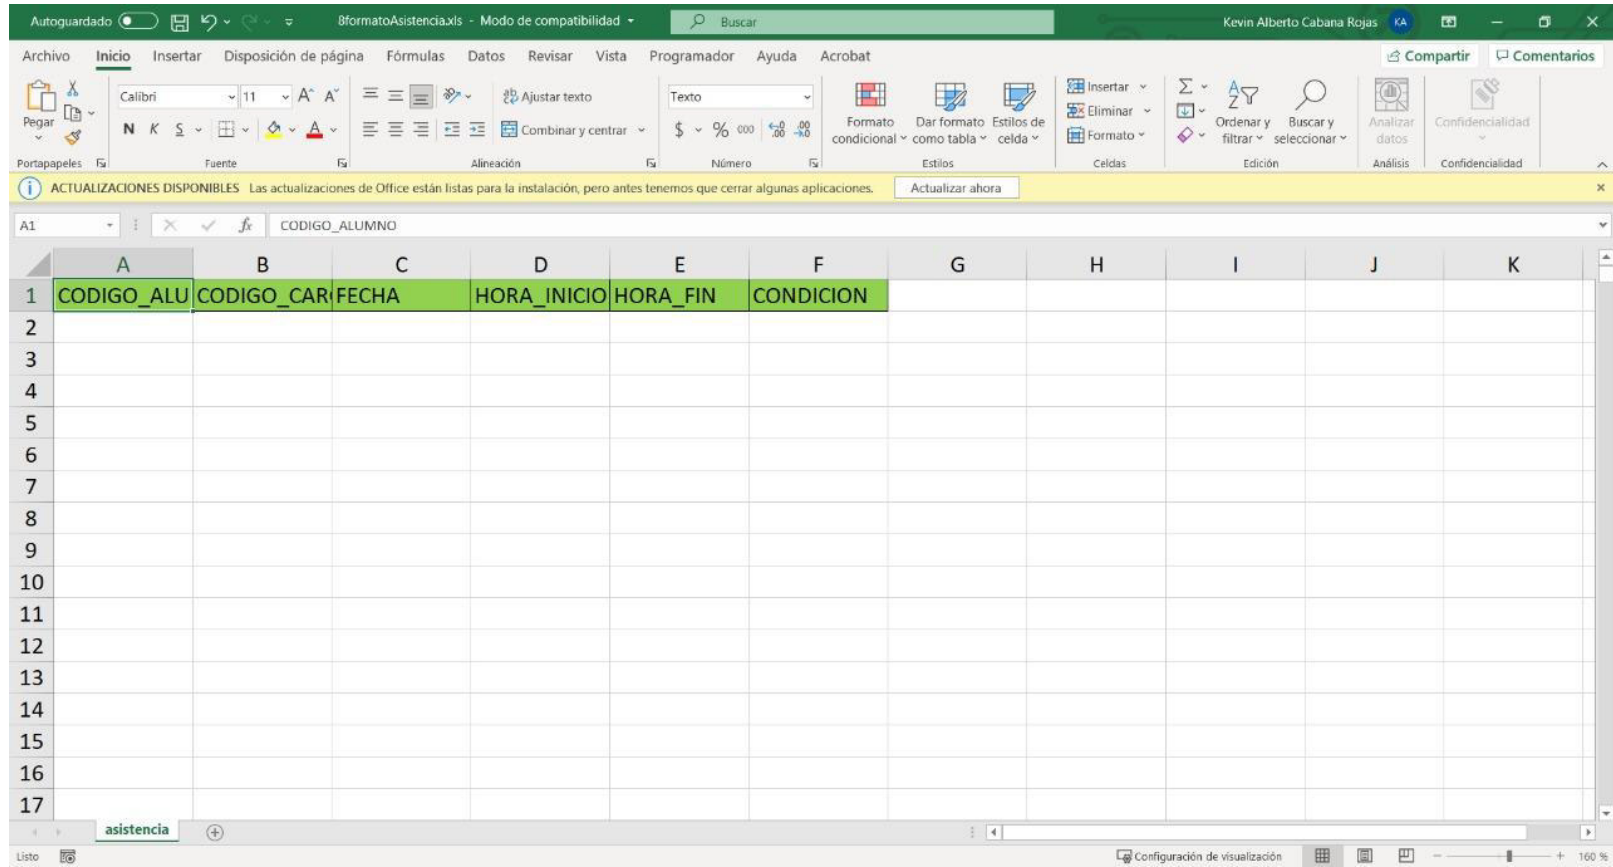 Autoguardado 8formatoAsistencia.xls - Modo de compatibilidad Buscar Kevin Alberto Cabana Rojas KA
Archivo Inicio Insertar Disposición de página Fórmulas Datos Revisar Vista Programador Ayuda Acrobat Compartir Comentarios
Pegar
Calibri 11
N K S
Ajustar texto
Combinar y centrar
Texto
$ % 000
Formato condicional
Dar formato como tabla
Estilos de celda
Insertar
Eliminar
Formato
Ordenar y filtrar
Buscar y seleccionar
Analizar datos
Confidencialidad
Portapapeles Fuente Alineación Número Estilos Celdas Edición Análisis Confidencialidad
ACTUALIZACIONES DISPONIBLES Las actualizaciones de Office están listas para la instalación, pero antes tenemos que cerrar algunas aplicaciones. Actualizar ahora
A1 fx CODIGO_ALUMNO
A B C D E F G H I J K
1 CODIGO_ALU CODIGO_CAR FECHA HORA_INICIO HORA_FIN CONDICION
2
3
4
5
6
7
8
9
10
11
12
13
14
15
16
17
asistencia
Listo Configuración de visualización 160 %